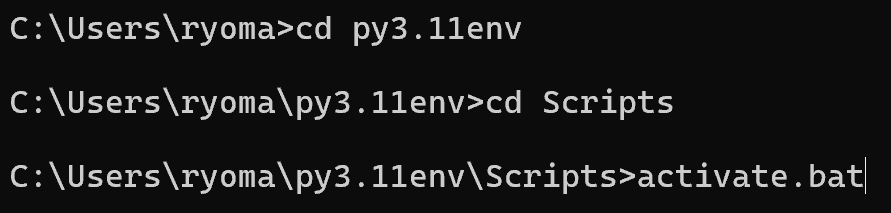 C:\Users\ryoma>cd py3.11env
C:\Users\ryoma\py3.11env>cd Scripts
C:\Users\ryoma\py3.11env\Scripts>activate.bat